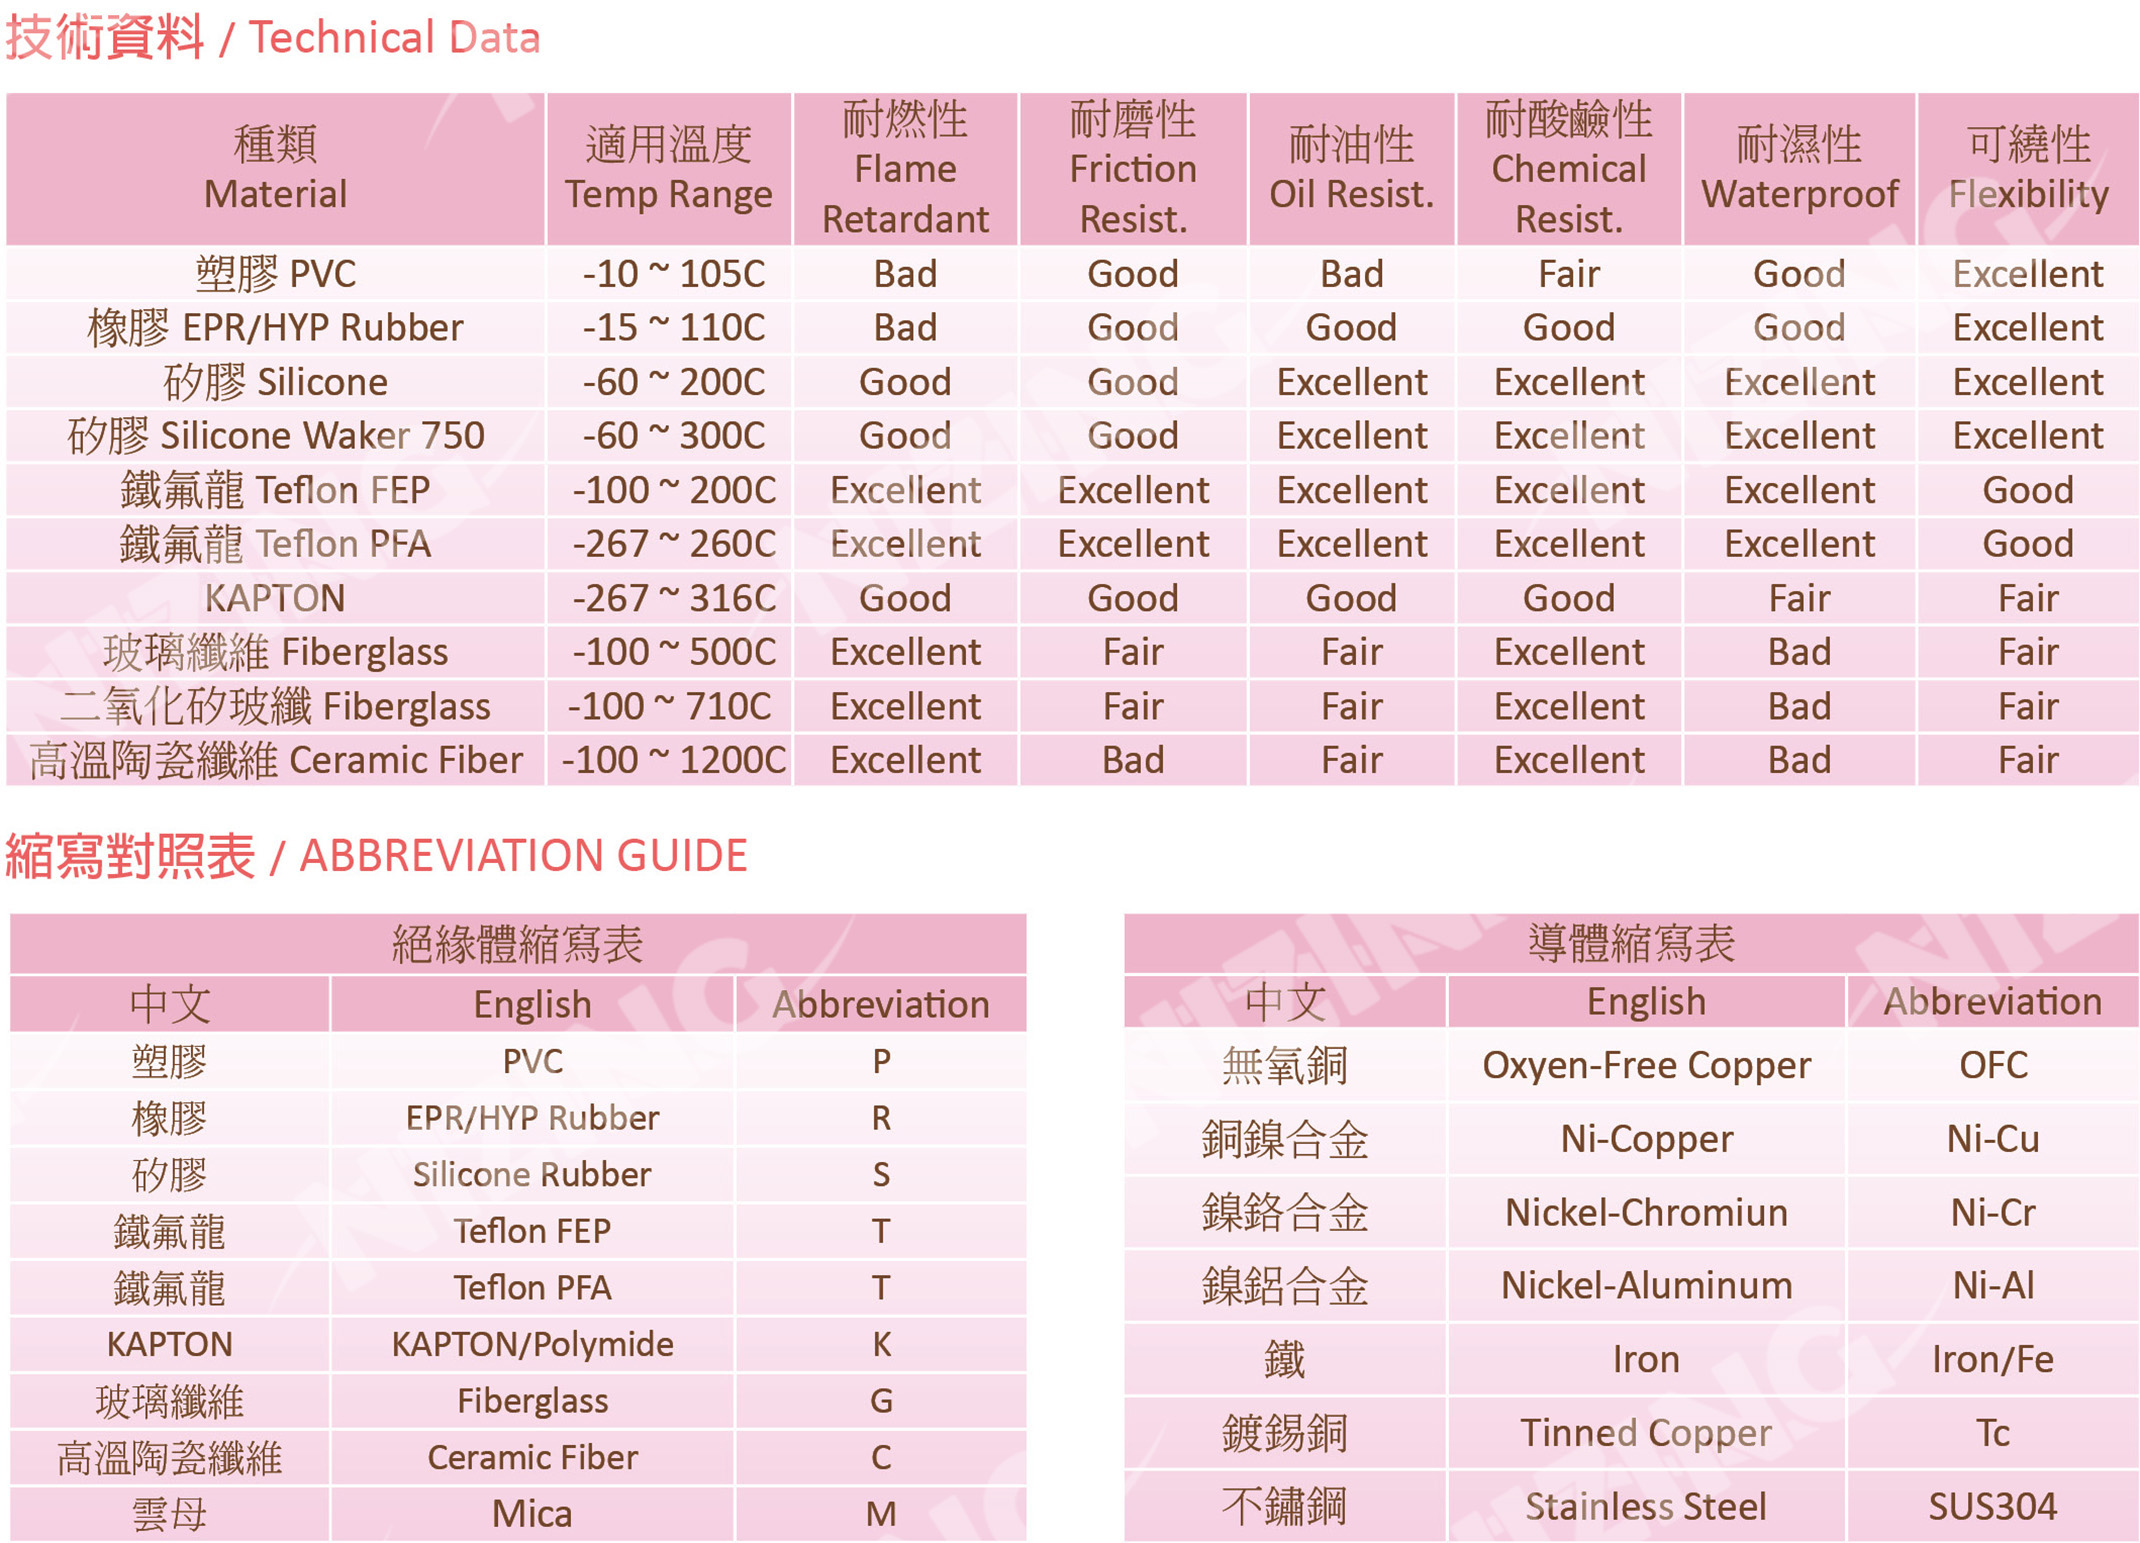 技術資料 / Technical Data
種類 Material 適用溫度 Temp Range 耐燃性 Flame Retardant 耐磨性 Friction Resist. 耐油性 Oil Resist. 耐酸鹼性 Chemical Resist. 耐濕性 Waterproof 可繞性 Flexibility
塑膠 PVC -10 ~ 105C Bad Good Bad Fair Good Excellent
橡膠 EPR/HYP Rubber -15 ~ 110C Bad Good Good Good Good Excellent
矽膠 Silicone -60 ~ 200C Good Good Excellent Excellent Excellent Excellent
矽膠 Silicone Waker 750 -60 ~ 300C Good Good Excellent Excellent Excellent Excellent
鐵氟龍 Teflon FEP -100 ~ 200C Excellent Excellent Excellent Excellent Excellent Good
鐵氟龍 Teflon PFA -267 ~ 260C Excellent Excellent Excellent Excellent Excellent Good
KAPTON -267 ~ 316C Good Good Good Good Fair Fair
玻璃纖維 Fiberglass -100 ~ 500C Excellent Fair Fair Excellent Bad Fair
二氧化矽玻纖 Fiberglass -100 ~ 710C Excellent Fair Fair Excellent Bad Fair
高溫陶瓷纖維 Ceramic Fiber -100 ~ 1200C Excellent Bad Fair Excellent Bad Fair
縮寫對照表 / ABBREVIATION GUIDE
絕緣體縮寫表
中文 English Abbreviation
塑膠 PVC P
橡膠 EPR/HYP Rubber R
矽膠 Silicone Rubber S
鐵氟龍 Teflon FEP T
鐵氟龍 Teflon PFA T
KAPTON KAPTON/Polymide K
玻璃纖維 Fiberglass G
高溫陶瓷纖維 Ceramic Fiber C
雲母 Mica M
導體縮寫表
中文 English Abbreviation
無氧銅 Oxyen-Free Copper OFC
銅鎳合金 Ni-Copper Ni-Cu
鎳鉻合金 Nickel-Chromiun Ni-Cr
鎳鋁合金 Nickel-Aluminum Ni-Al
鐵 Iron Iron/Fe
鍍錫銅 Tinned Copper Tc
不鏽鋼 Stainless Steel SUS304